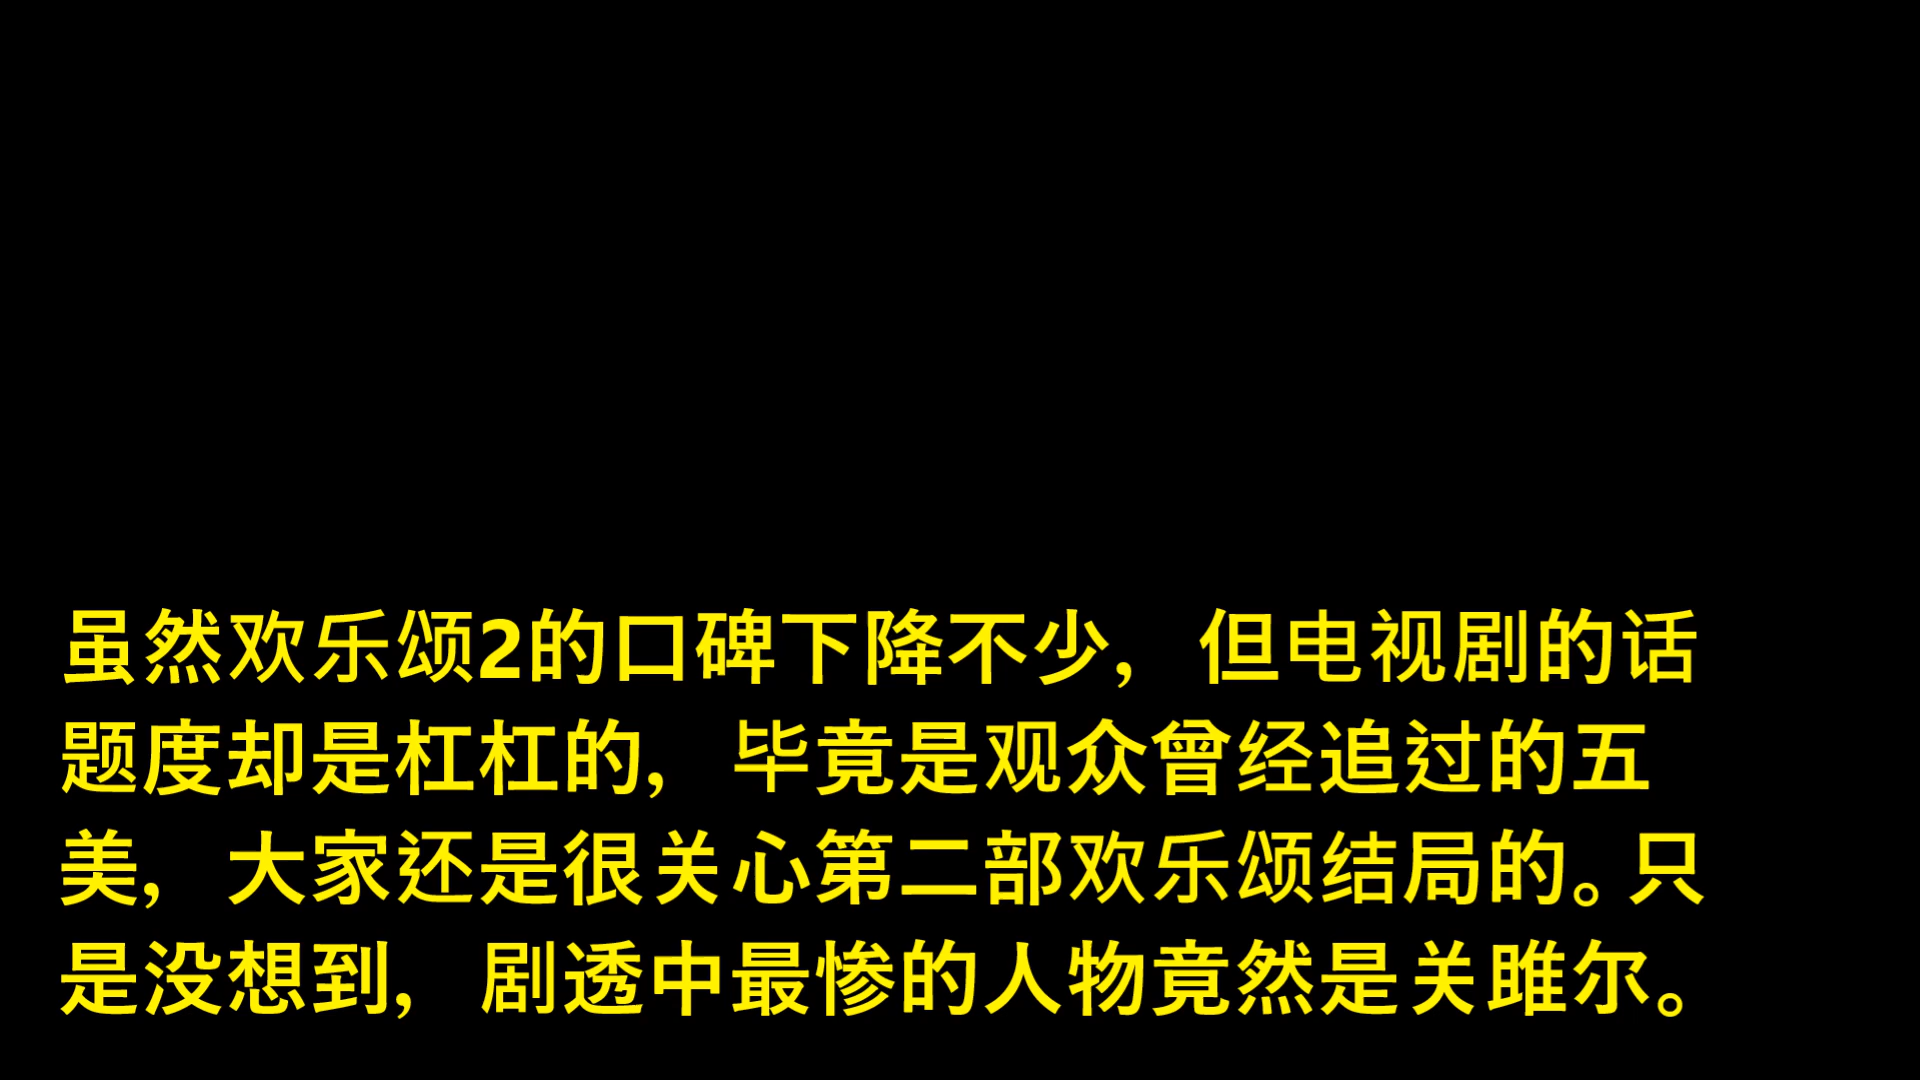 虽然欢乐颂2的口碑下降不少，但电视剧的话
题度却是杠杠的，毕竟是观众曾经追过的五
美，大家还是很关心第二部欢乐颂结局的。只
是没想到，剧透中最惨的人物竟然是关雎尔。